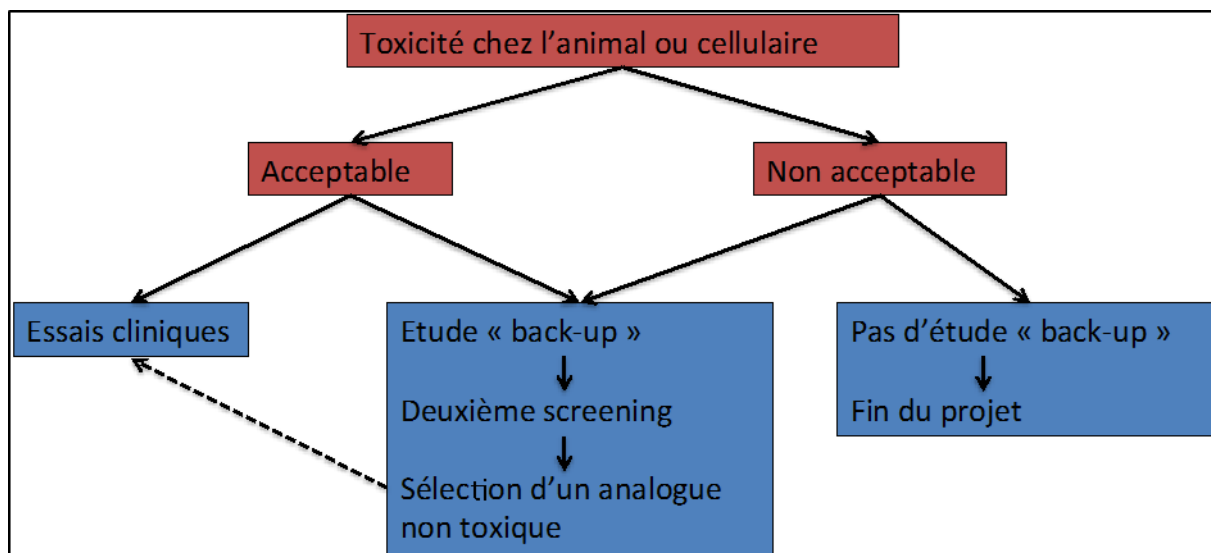 Toxicité chez l’animal ou cellulaire
Acceptable
Non acceptable
Essais cliniques
Etude « back-up »
Deuxième screening
Sélection d’un analogue
non toxique
Pas d’étude « back-up »
Fin du projet